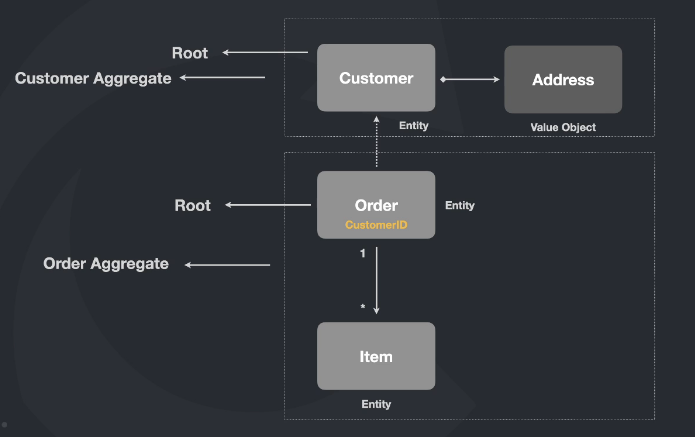 Root
Customer
Address
Customer Aggregate
Entity
Value Object
Root
Order
CustomerID
Entity
1
Order Aggregate
*
Item
Entity